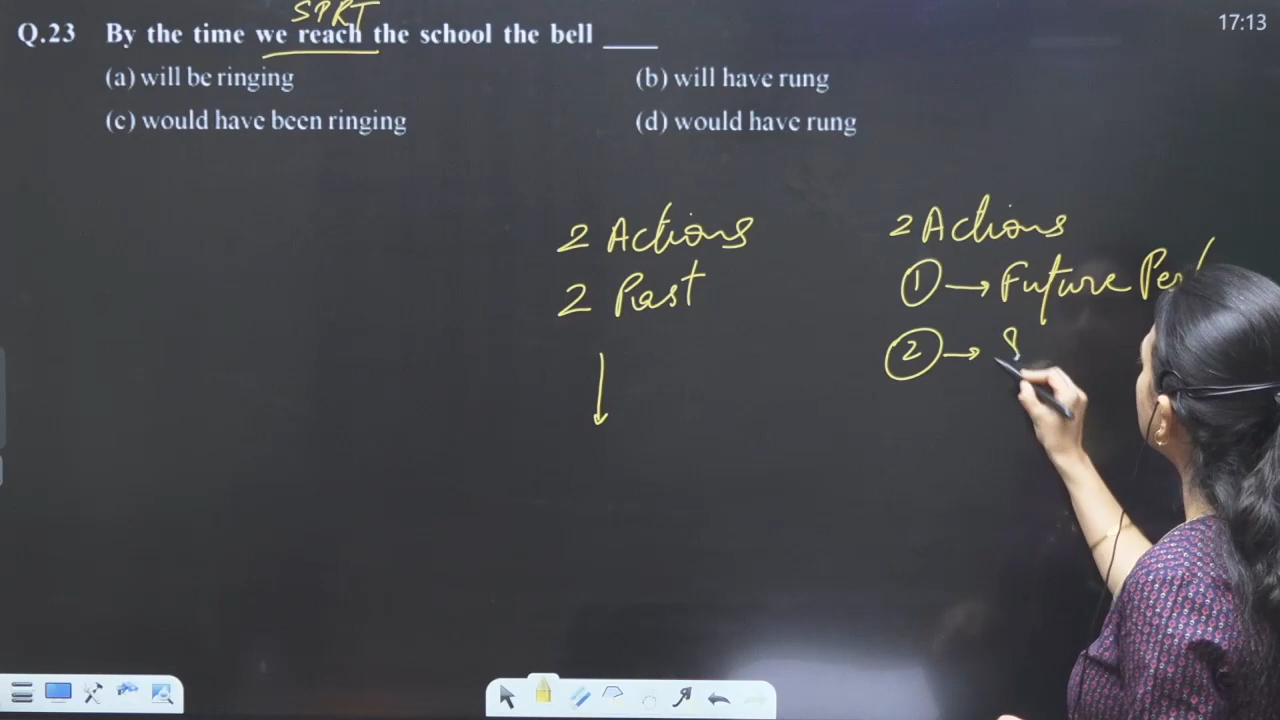 SPRT
17:13
Q.23 By the time we reach the school the bell ____
(a) will be ringing
(b) will have rung
(c) would have been ringing
(d) would have rung
2 Actions
2 Past
2 Actions
1 → Future
2 →